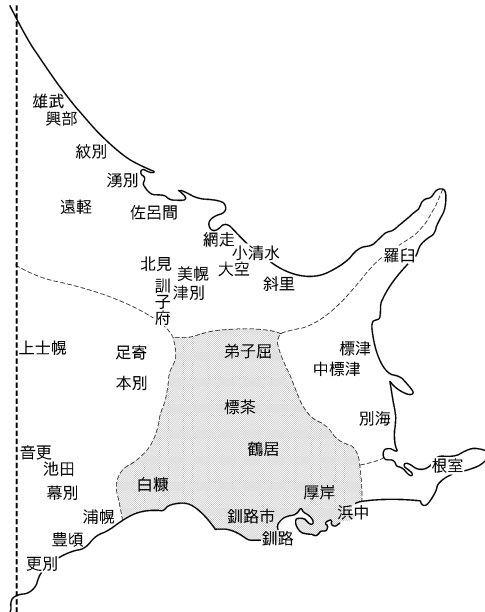 雄武
興部
紋別
湧別
遠軽
佐呂間
網走
小清水
大空
北見
美幌
津別
訓子府
斜里
羅臼
上士幌
足寄
本別
弟子屈
標津
中標津
標茶
別海
鶴居
音更
池田
幕別
白糠
厚岸
根室
浜中
浦幌
釧路市
釧路
豊頃
更別